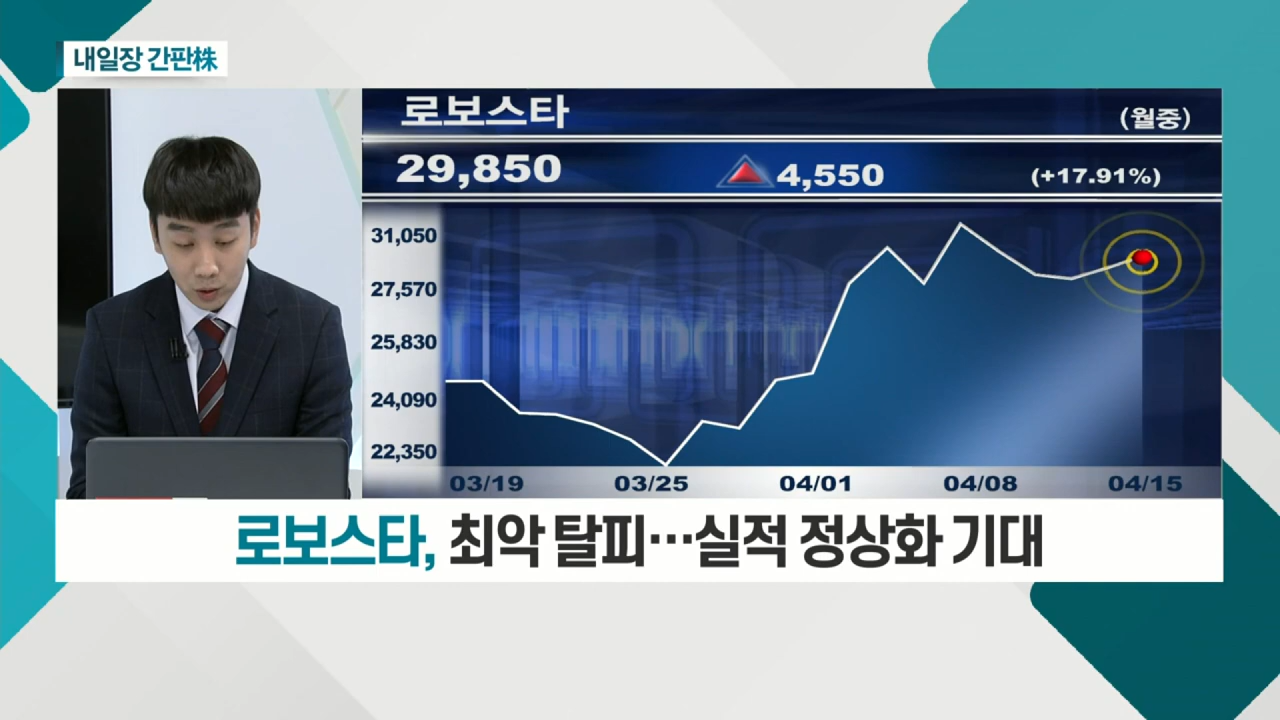 내일장 간판株
로보스타
(월중)
29,850 4,550 (+17.91%)
31,050
27,570
25,830
24,090
22,350
03/19 03/25 04/01 04/08 04/15
로보스타, 최악 탈피…실적 정상화 기대